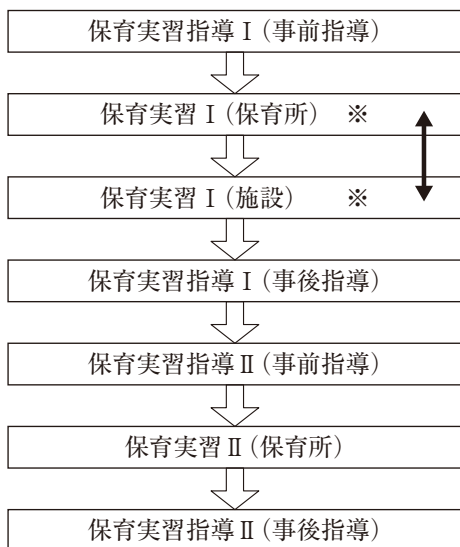 保育実習指導Ⅰ（事前指導）
保育実習Ⅰ（保育所）　※
保育実習Ⅰ（施設）　※
保育実習指導Ⅰ（事後指導）
保育実習指導Ⅱ（事前指導）
保育実習Ⅱ（保育所）
保育実習指導Ⅱ（事後指導）